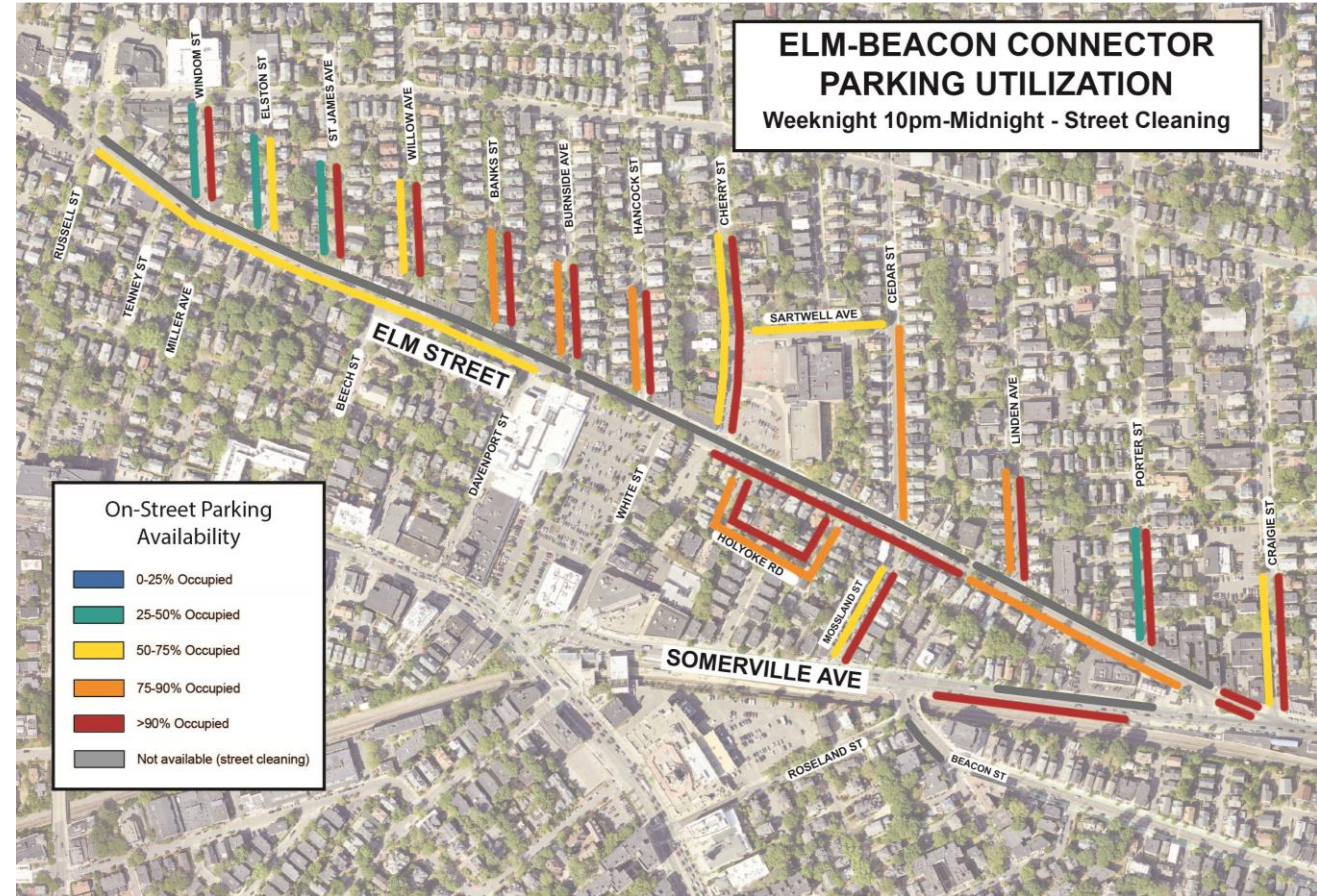 ELM-BEACON CONNECTOR
PARKING UTILIZATION
Weeknight 10pm-Midnight - Street Cleaning
WINDOM ST
ELSTON ST
ST JAMES AVE
WILLOW AVE
BANKS ST
BURNSIDE AVE
HANCOCK ST
CHERRY ST
SARTWELL AVE
CEDAR ST
LINDEN AVE
PORTER ST
CRAIGIE ST
RUSSELL ST
TENNEY ST
MILLER AVE
BEECH ST
ELM STREET
DAVENPORT ST
WHITE ST
HOLYOKE RD
MOSSLAND ST
SOMERVILLE AVE
ROSELAND ST
BEACON ST
On-Street Parking
Availability
0-25% Occupied
25-50% Occupied
50-75% Occupied
75-90% Occupied
>90% Occupied
Not available (street cleaning)